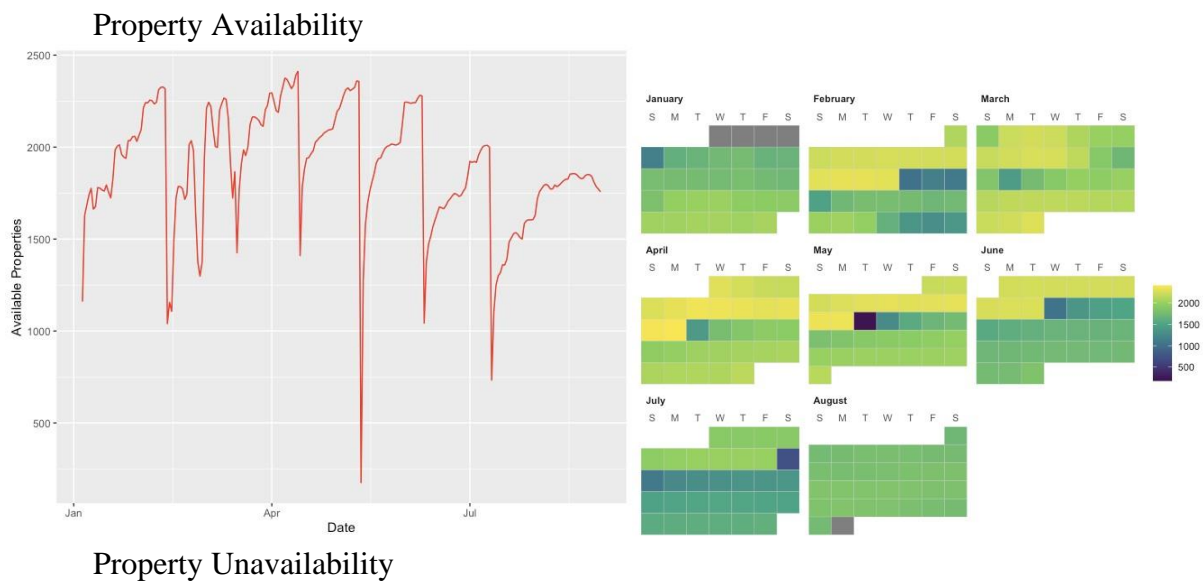 Property Availability
2500
2000
1500
1000
500
Available Properties
Jan
Apr
Jul
Date
January
S M T W T F S
February
S M T W T F S
March
S M T W T F S
April
S M T W T F S
May
S M T W T F S
June
S M T W T F S
July
S M T W T F S
August
S M T W T F S
2000
1500
1000
500
Property Unavailability